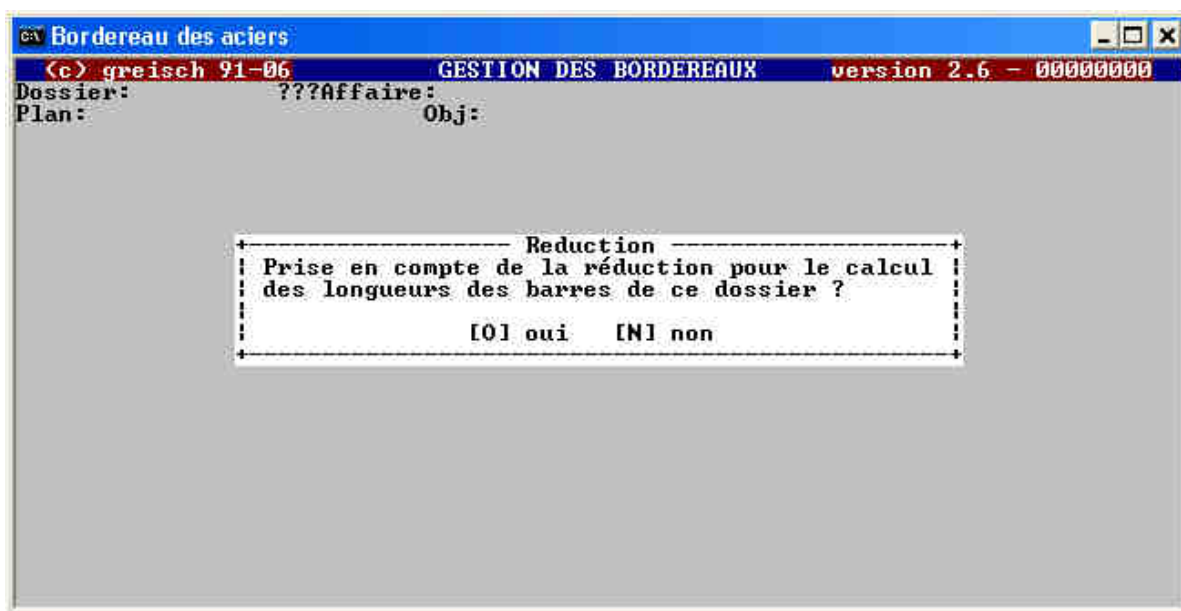 Bordereau des aciers
(c) greisch 91-06 GESTION DES BORDEREAUX version 2.6 - 00000000
Dossier: ???Affaire:
Plan: Obj:
Reduction
Prise en compte de la réduction pour le calcul
des longueurs des barres de ce dossier ?
[O] oui [N] non